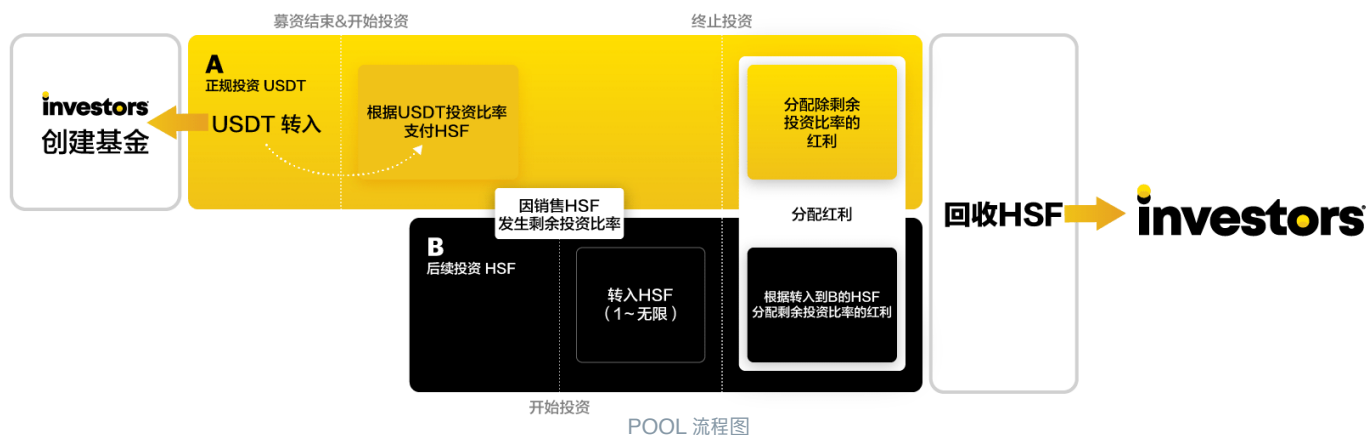 募资结束&开始投资
终止投资
investors
创建基金
A
正规投资 USDT
USDT 转入
根据USDT投资比率
支付HSF
分配除剩余
投资比率的
红利
因销售HSF
发生剩余投资比率
分配红利
B
后续投资 HSF
转入HSF
（1~无限）
根据转入到B的HSF
分配剩余投资比率的红利
回收HSF
investors
开始投资
POOL 流程图